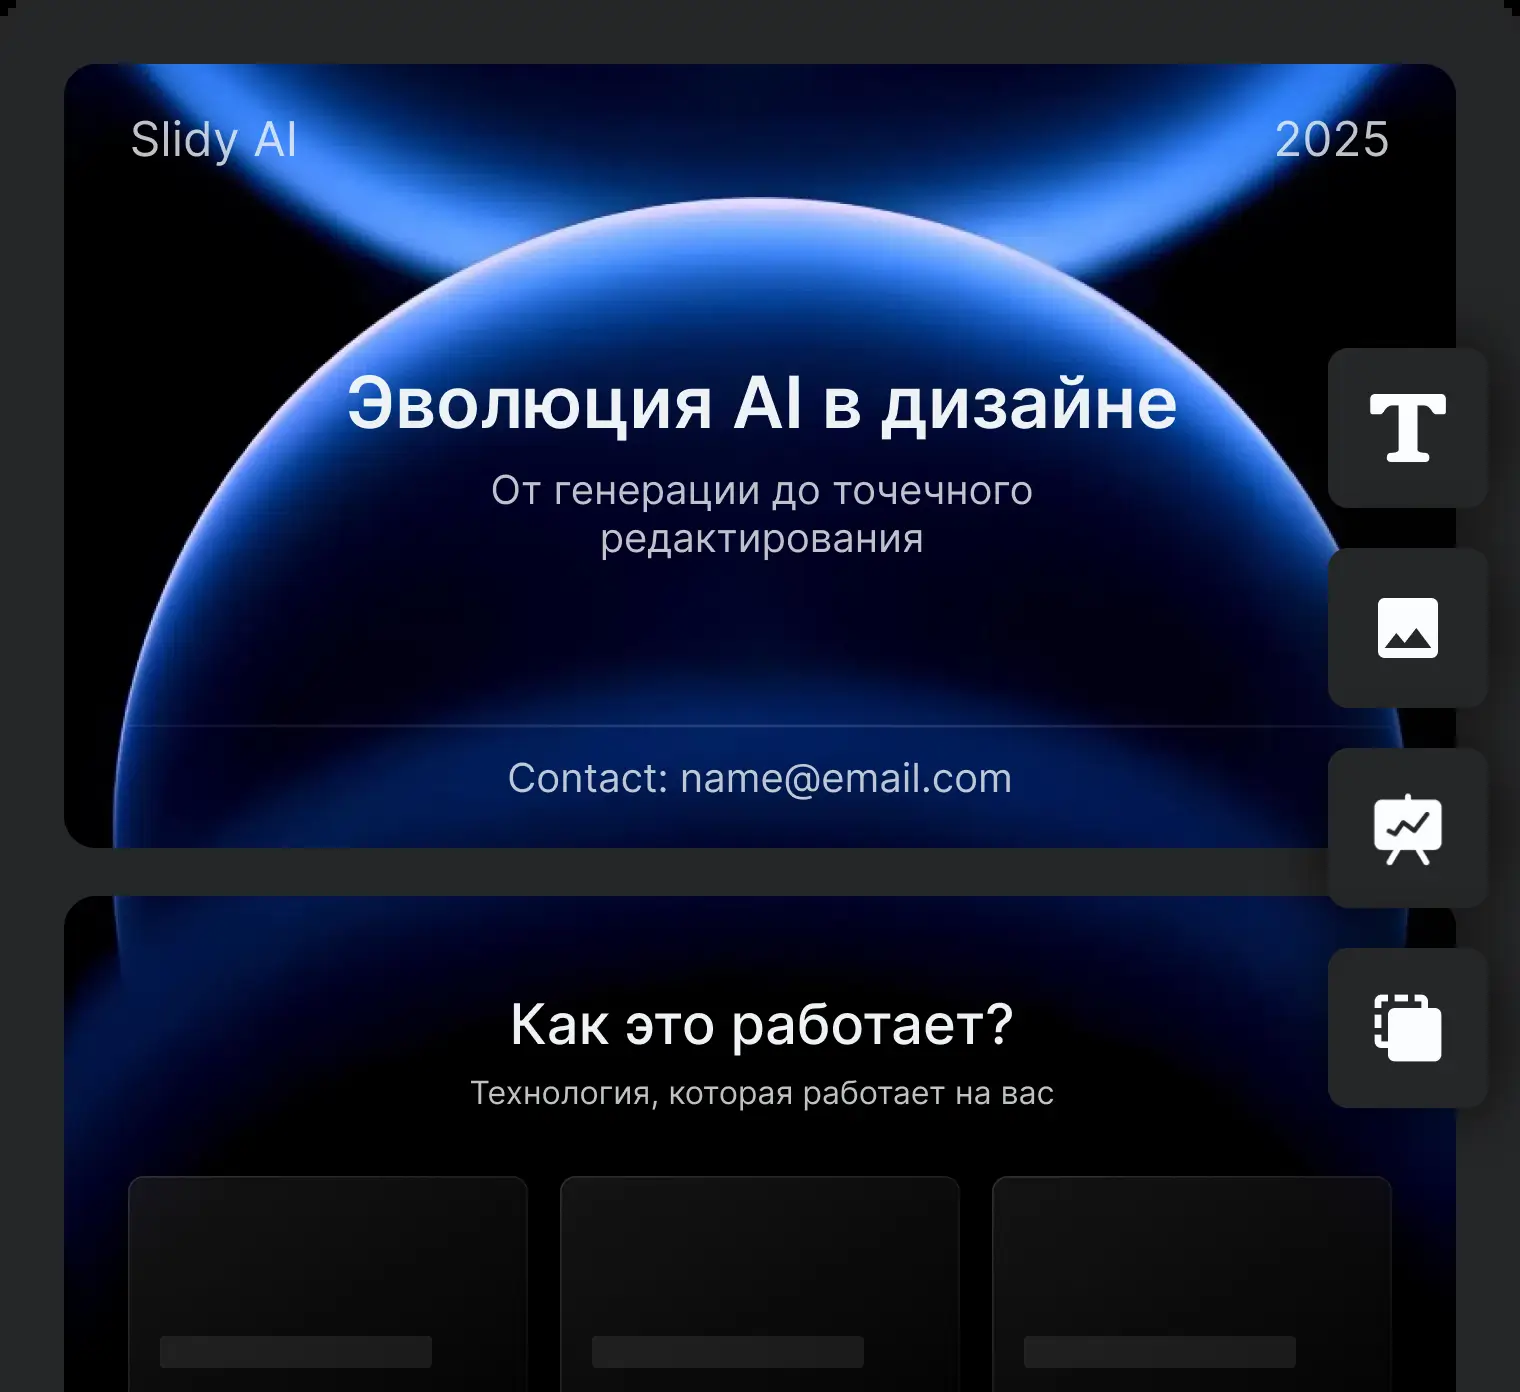 Slidy AI
2025
Эволюция AI в дизайне
От генерации до точечного
редактирования
Contact: name@email.com
Как это работает?
Технология, которая работает на вас